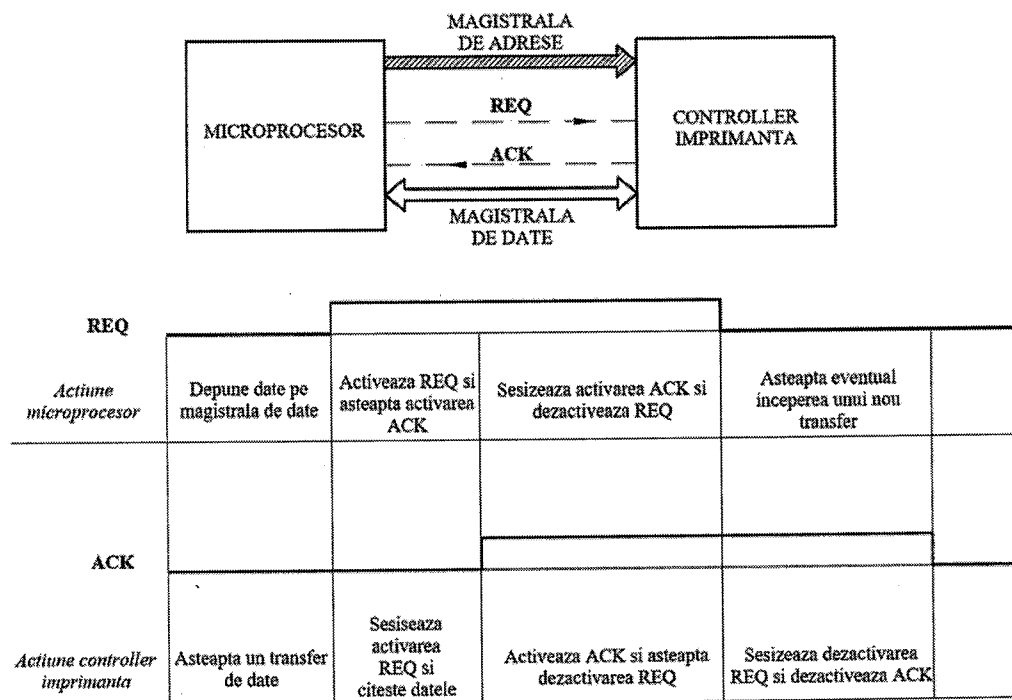 MAGISTRALA
DE ADRESE
MICROPROCESOR
REQ
CONTROLLER
IMPRIMANTA
ACK
MAGISTRALA
DE DATE
REQ
Actiune
microprocesor
Depune date pe
magistrala de date
Activeaza REQ si
asteapta activarea
ACK
Sesizeaza activarea ACK si
dezactiveaza REQ
Asteapta eventual
inceperea unui nou
transfer
ACK
Actiune controller
imprimanta
Asteapta un transfer
de date
Sesiseaza
activarea
REQ si
citeste datele
Activeaza ACK si asteapta
dezactivarea REQ
Sesizeaza dezactivarea
REQ si dezactiveaza ACK